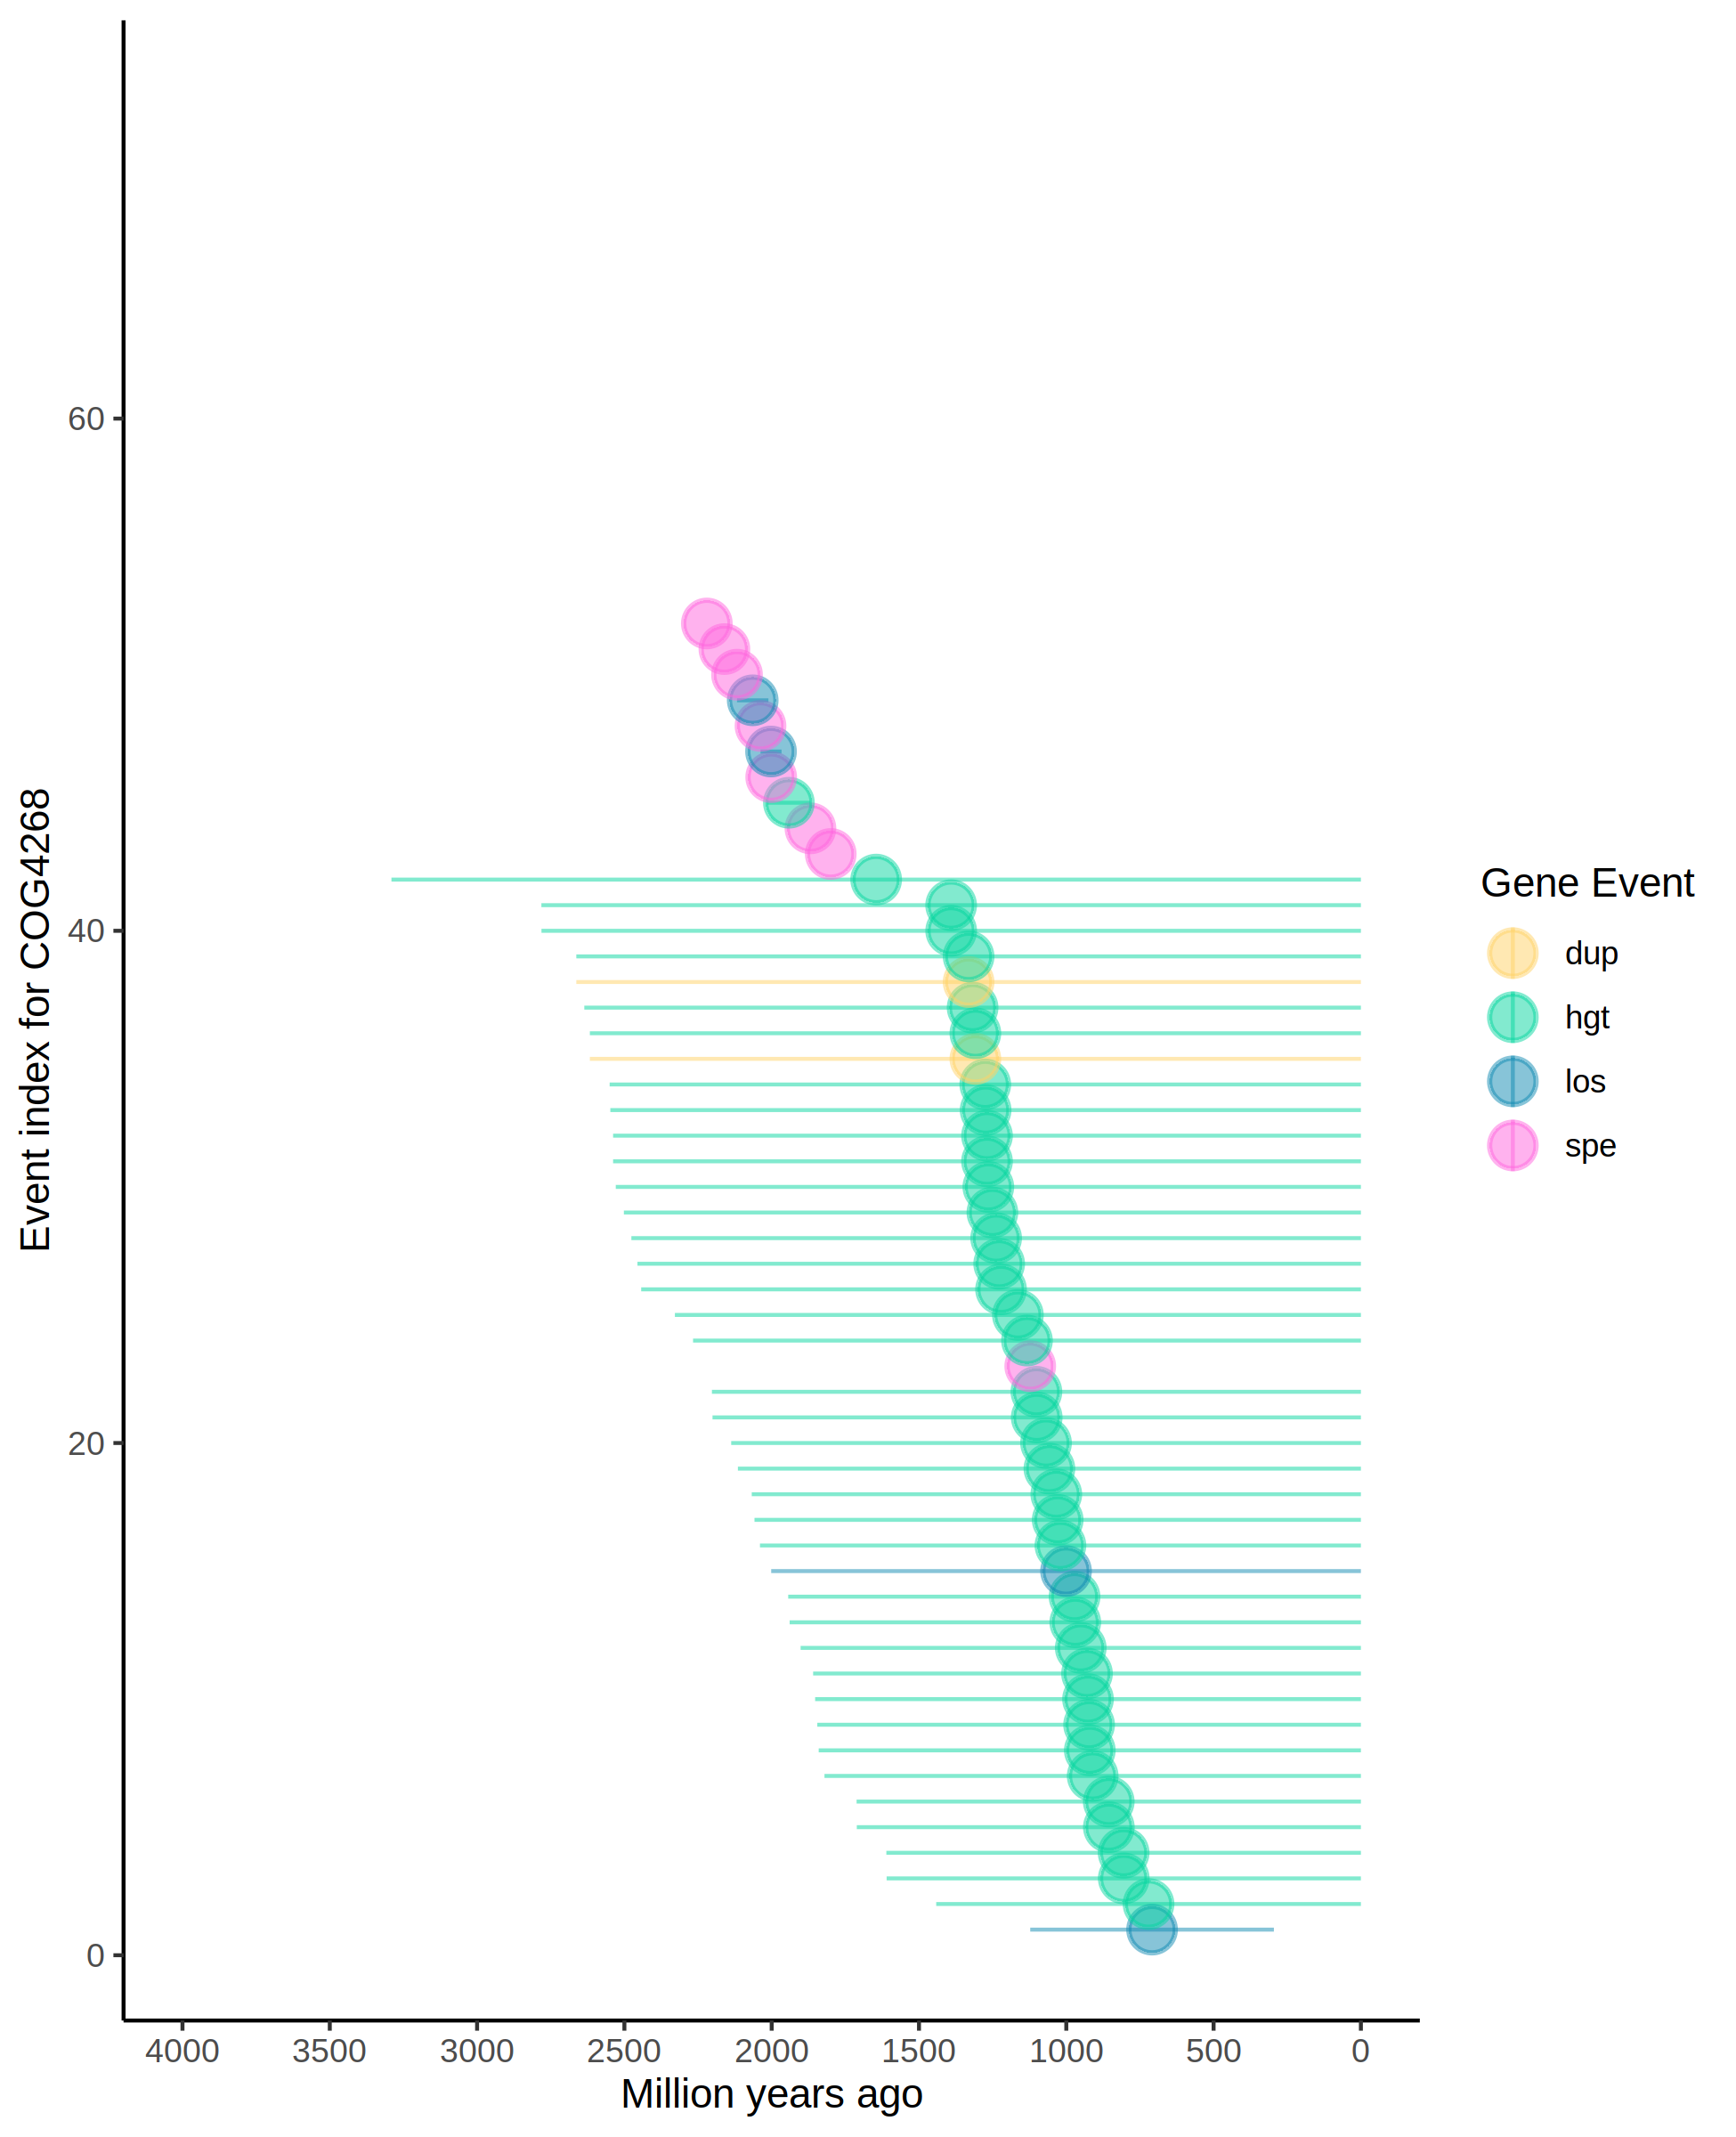 Event index for COG4268
60
40
20
0
4000 3500 3000 2500 2000 1500 1000 500 0
Million years ago
Gene Event
dup
hgt
los
spe